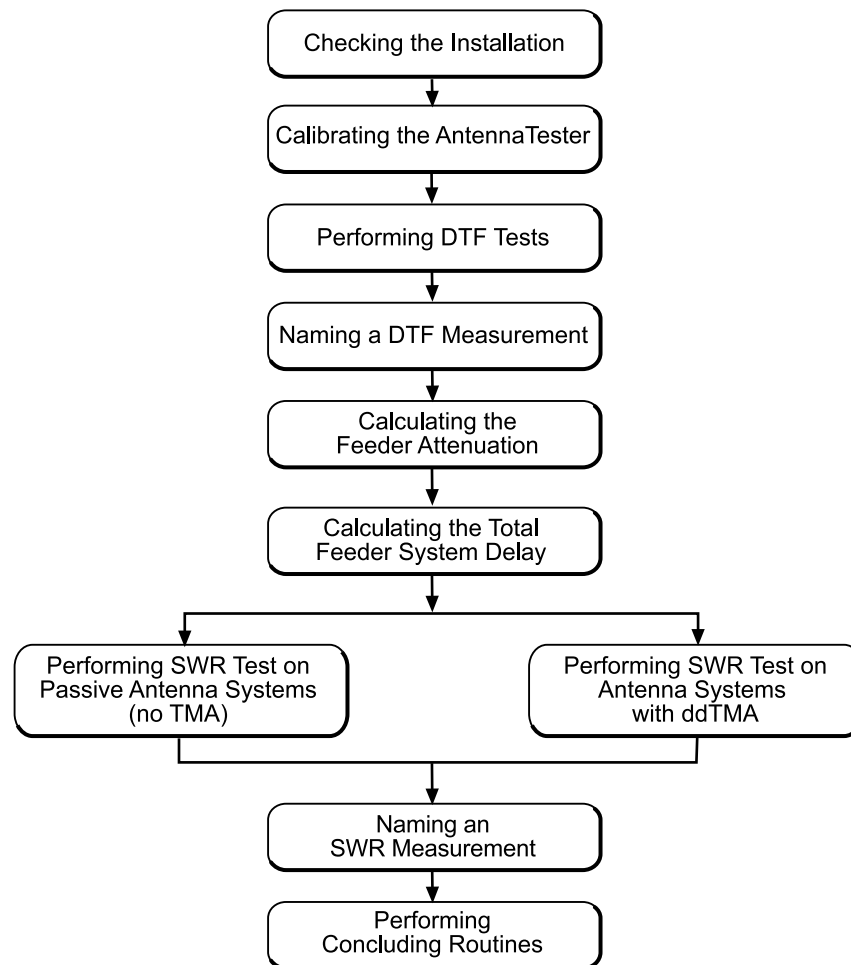 Checking the Installation
Calibrating the AntennaTester
Performing DTF Tests
Naming a DTF Measurement
Calculating the
Feeder Attenuation
Calculating the Total
Feeder System Delay
Performing SWR Test on
Passive Antenna Systems
(no TMA)
Performing SWR Test on
Antenna Systems
with ddTMA
Naming an
SWR Measurement
Performing
Concluding Routines